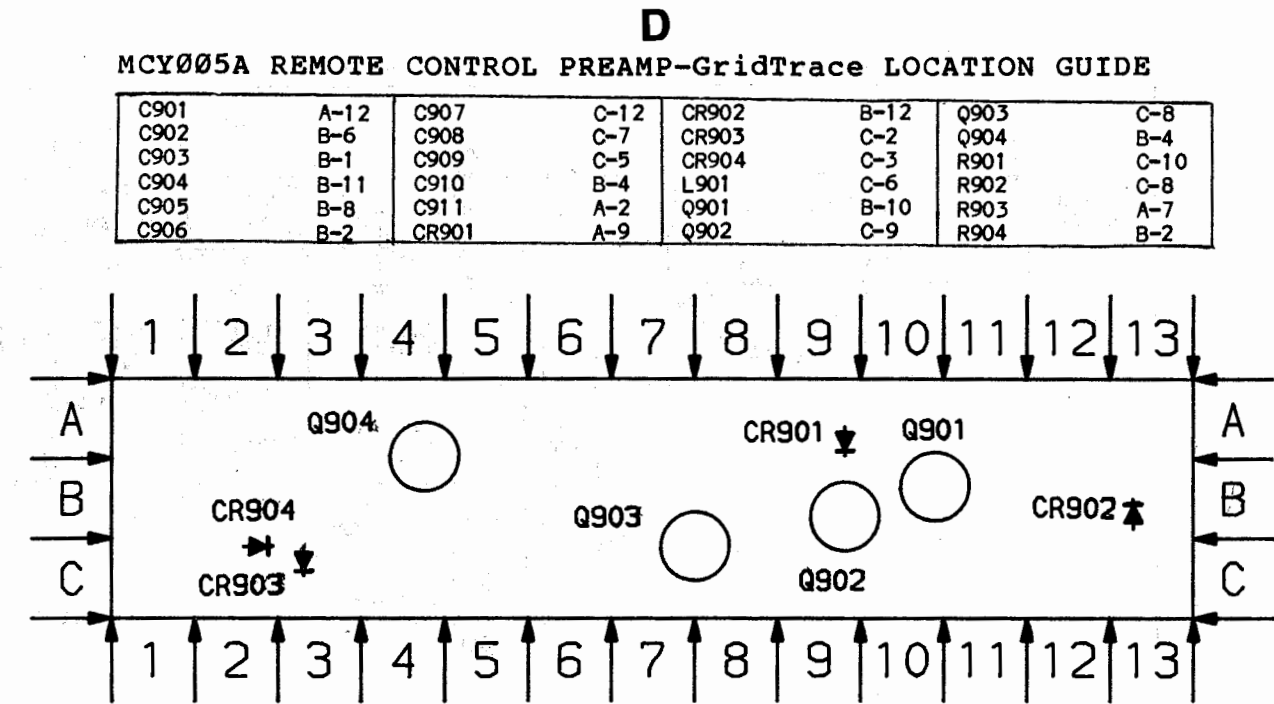 D
MCYØØ5A REMOTE CONTROL PREAMP-GridTrace LOCATION GUIDE
C901 A-12 C907 C-12 CR902 B-12 Q903 C-8
C902 B-6 C908 C-7 CR903 C-2 Q904 B-4
C903 B-1 C909 C-5 CR904 C-3 R901 C-10
C904 B-11 C910 B-4 L901 C-6 R902 C-8
C905 B-8 C911 A-2 Q901 B-10 R903 A-7
C906 B-2 CR901 A-9 Q902 C-9 R904 B-2
1 2 3 4 5 6 7 8 9 10 11 12 13
A Q904 CR901 Q901 A
B CR904 Q903 CR902 B
C CR903 Q902 C
1 2 3 4 5 6 7 8 9 10 11 12 13